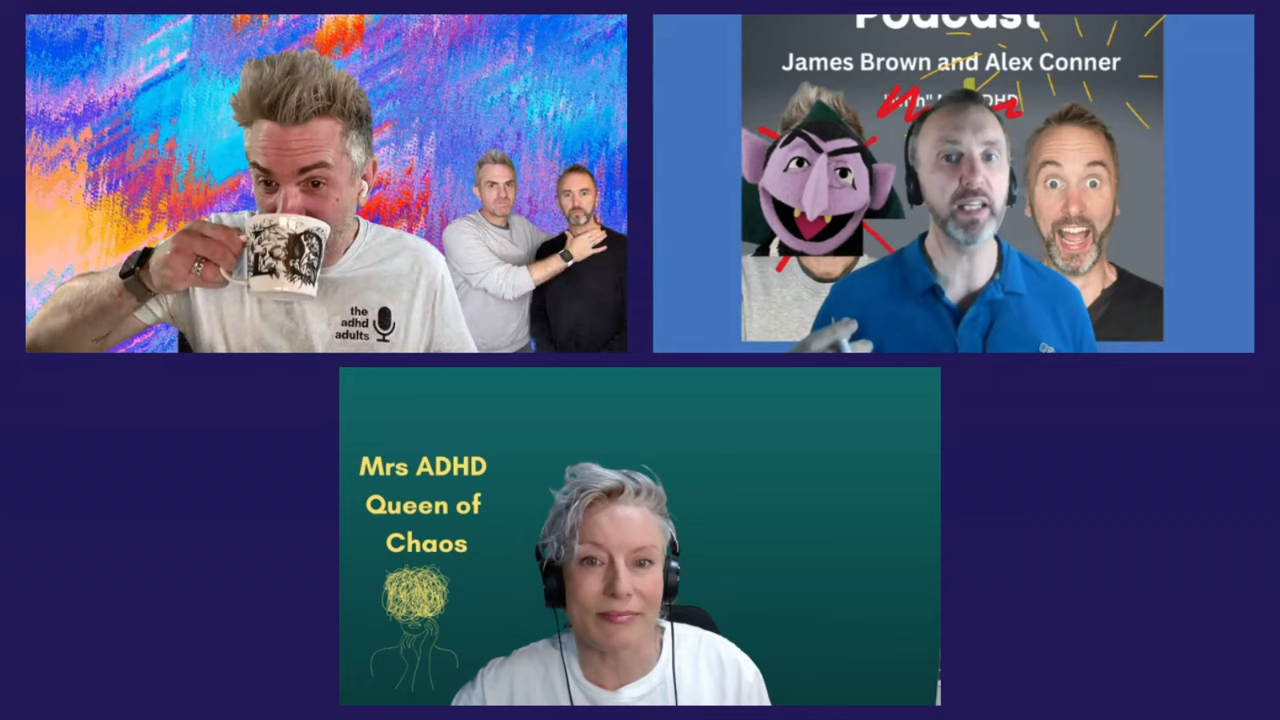 the
adhd
adults
Podcast
James Brown and Alex Conner
Mrs ADHD
Queen of
Chaos